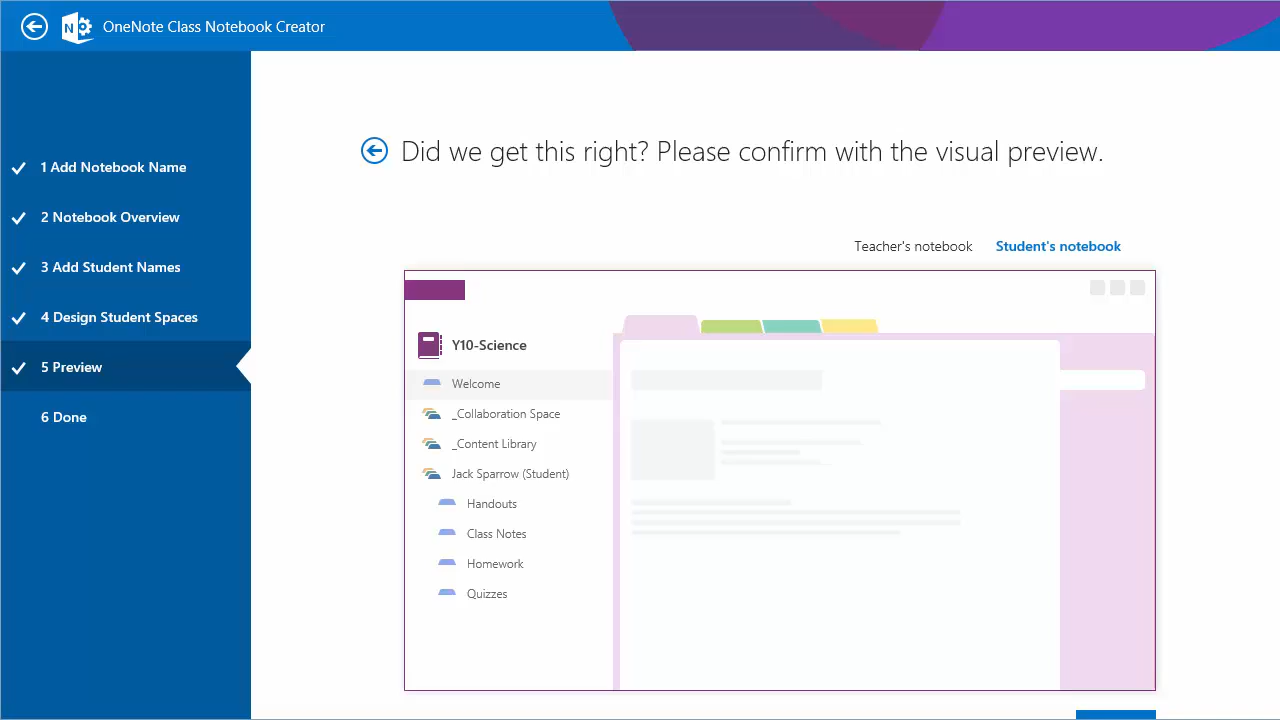 OneNote Class Notebook Creator
1 Add Notebook Name
2 Notebook Overview
3 Add Student Names
4 Design Student Spaces
5 Preview
6 Done
Did we get this right? Please confirm with the visual preview.
Teacher's notebook
Student's notebook
Y10-Science
Welcome
_Collaboration Space
_Content Library
Jack Sparrow (Student)
Handouts
Class Notes
Homework
Quizzes